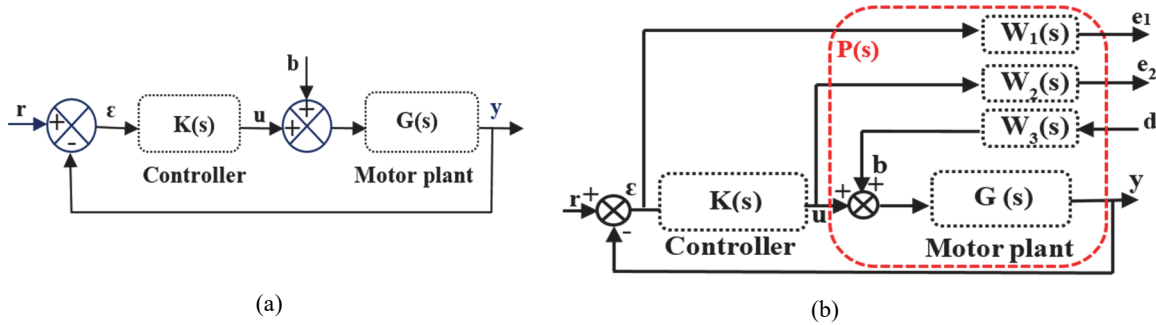 b
r
+
-
ε
K(s)
u
+
+
G(s)
y
Controller
Motor plant
(a)
P(s)
W₁(s)
e₁
W₂(s)
e₂
W₃(s)
d
b
r
+
-
ε
K(s)
u
+
+
G (s)
y
Controller
Motor plant
(b)